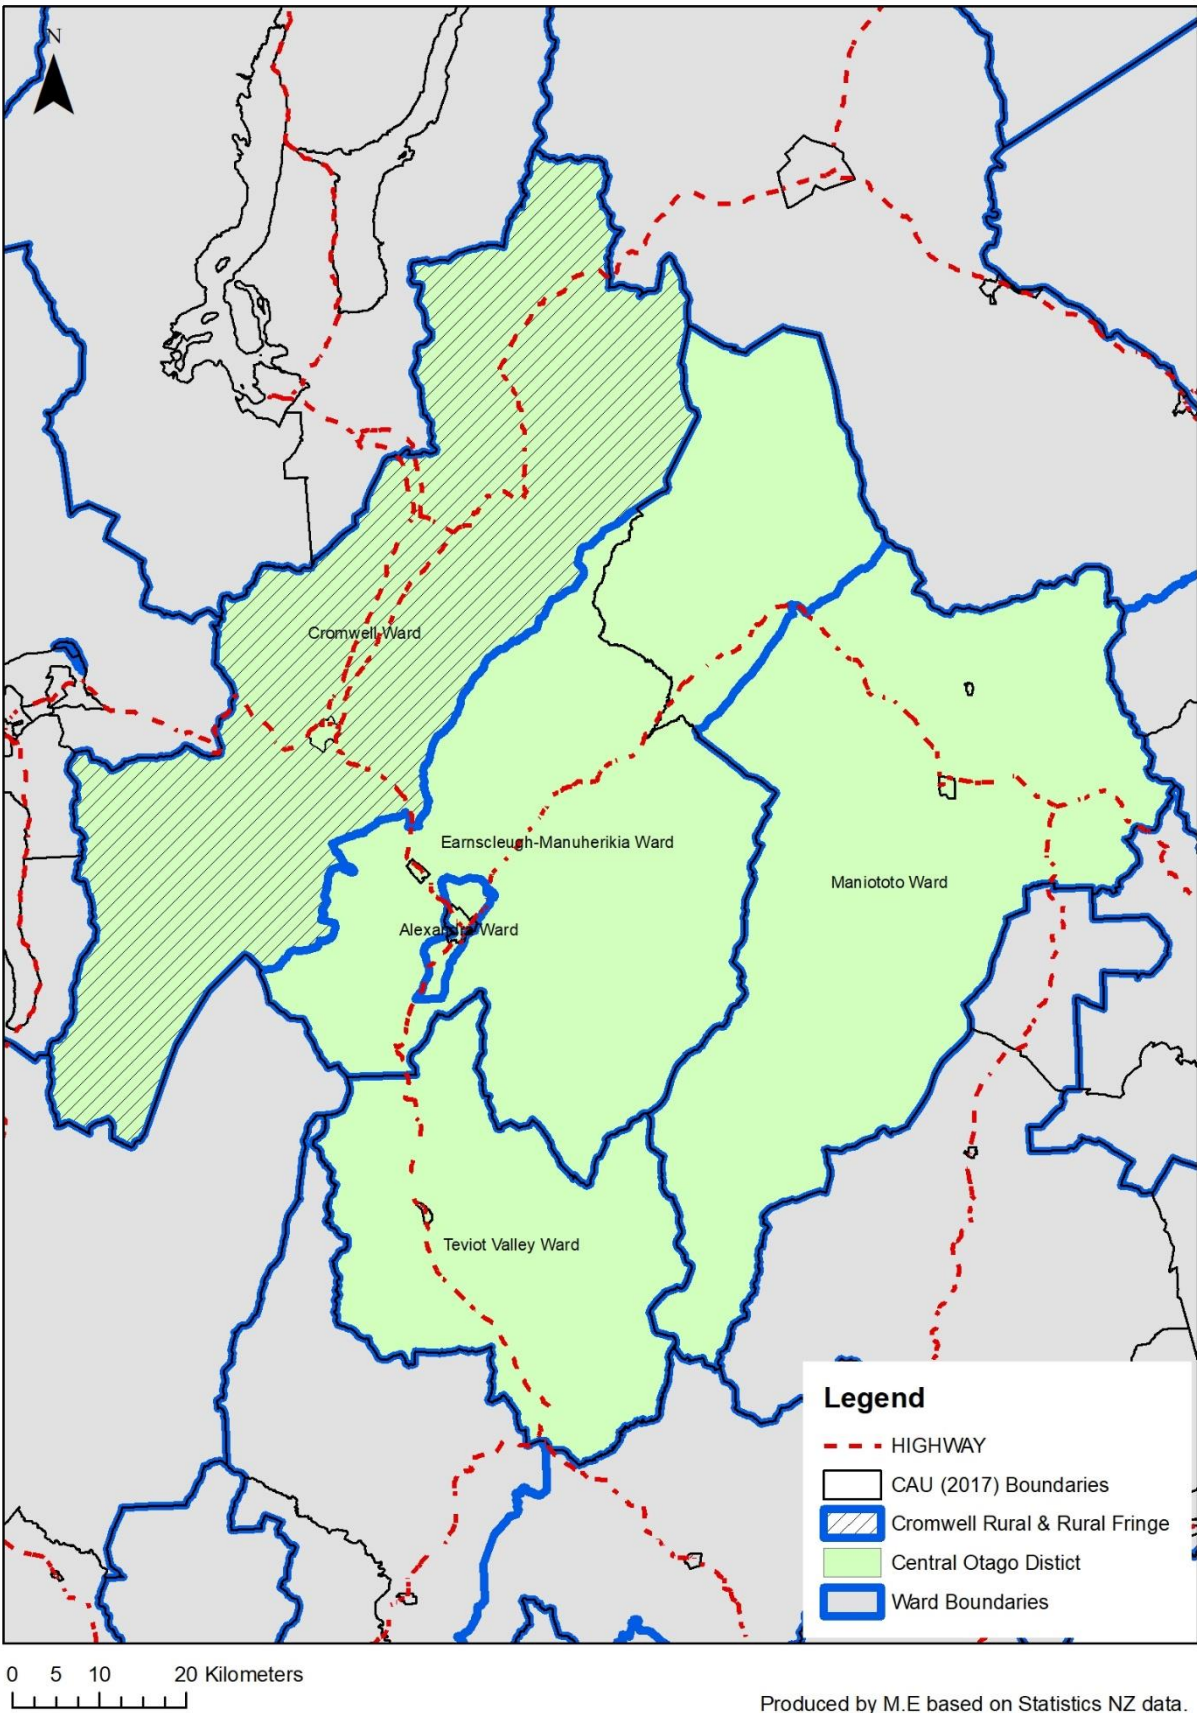 N
Cromwell Ward
Earnscleugh-Manuherikia Ward
Maniototo Ward
Alexandra Ward
Teviot Valley Ward
Legend
HIGHWAY
CAU (2017) Boundaries
Cromwell Rural & Rural Fringe
Central Otago Distict
Ward Boundaries
0 5 10 20 Kilometers
Produced by M.E based on Statistics NZ data.